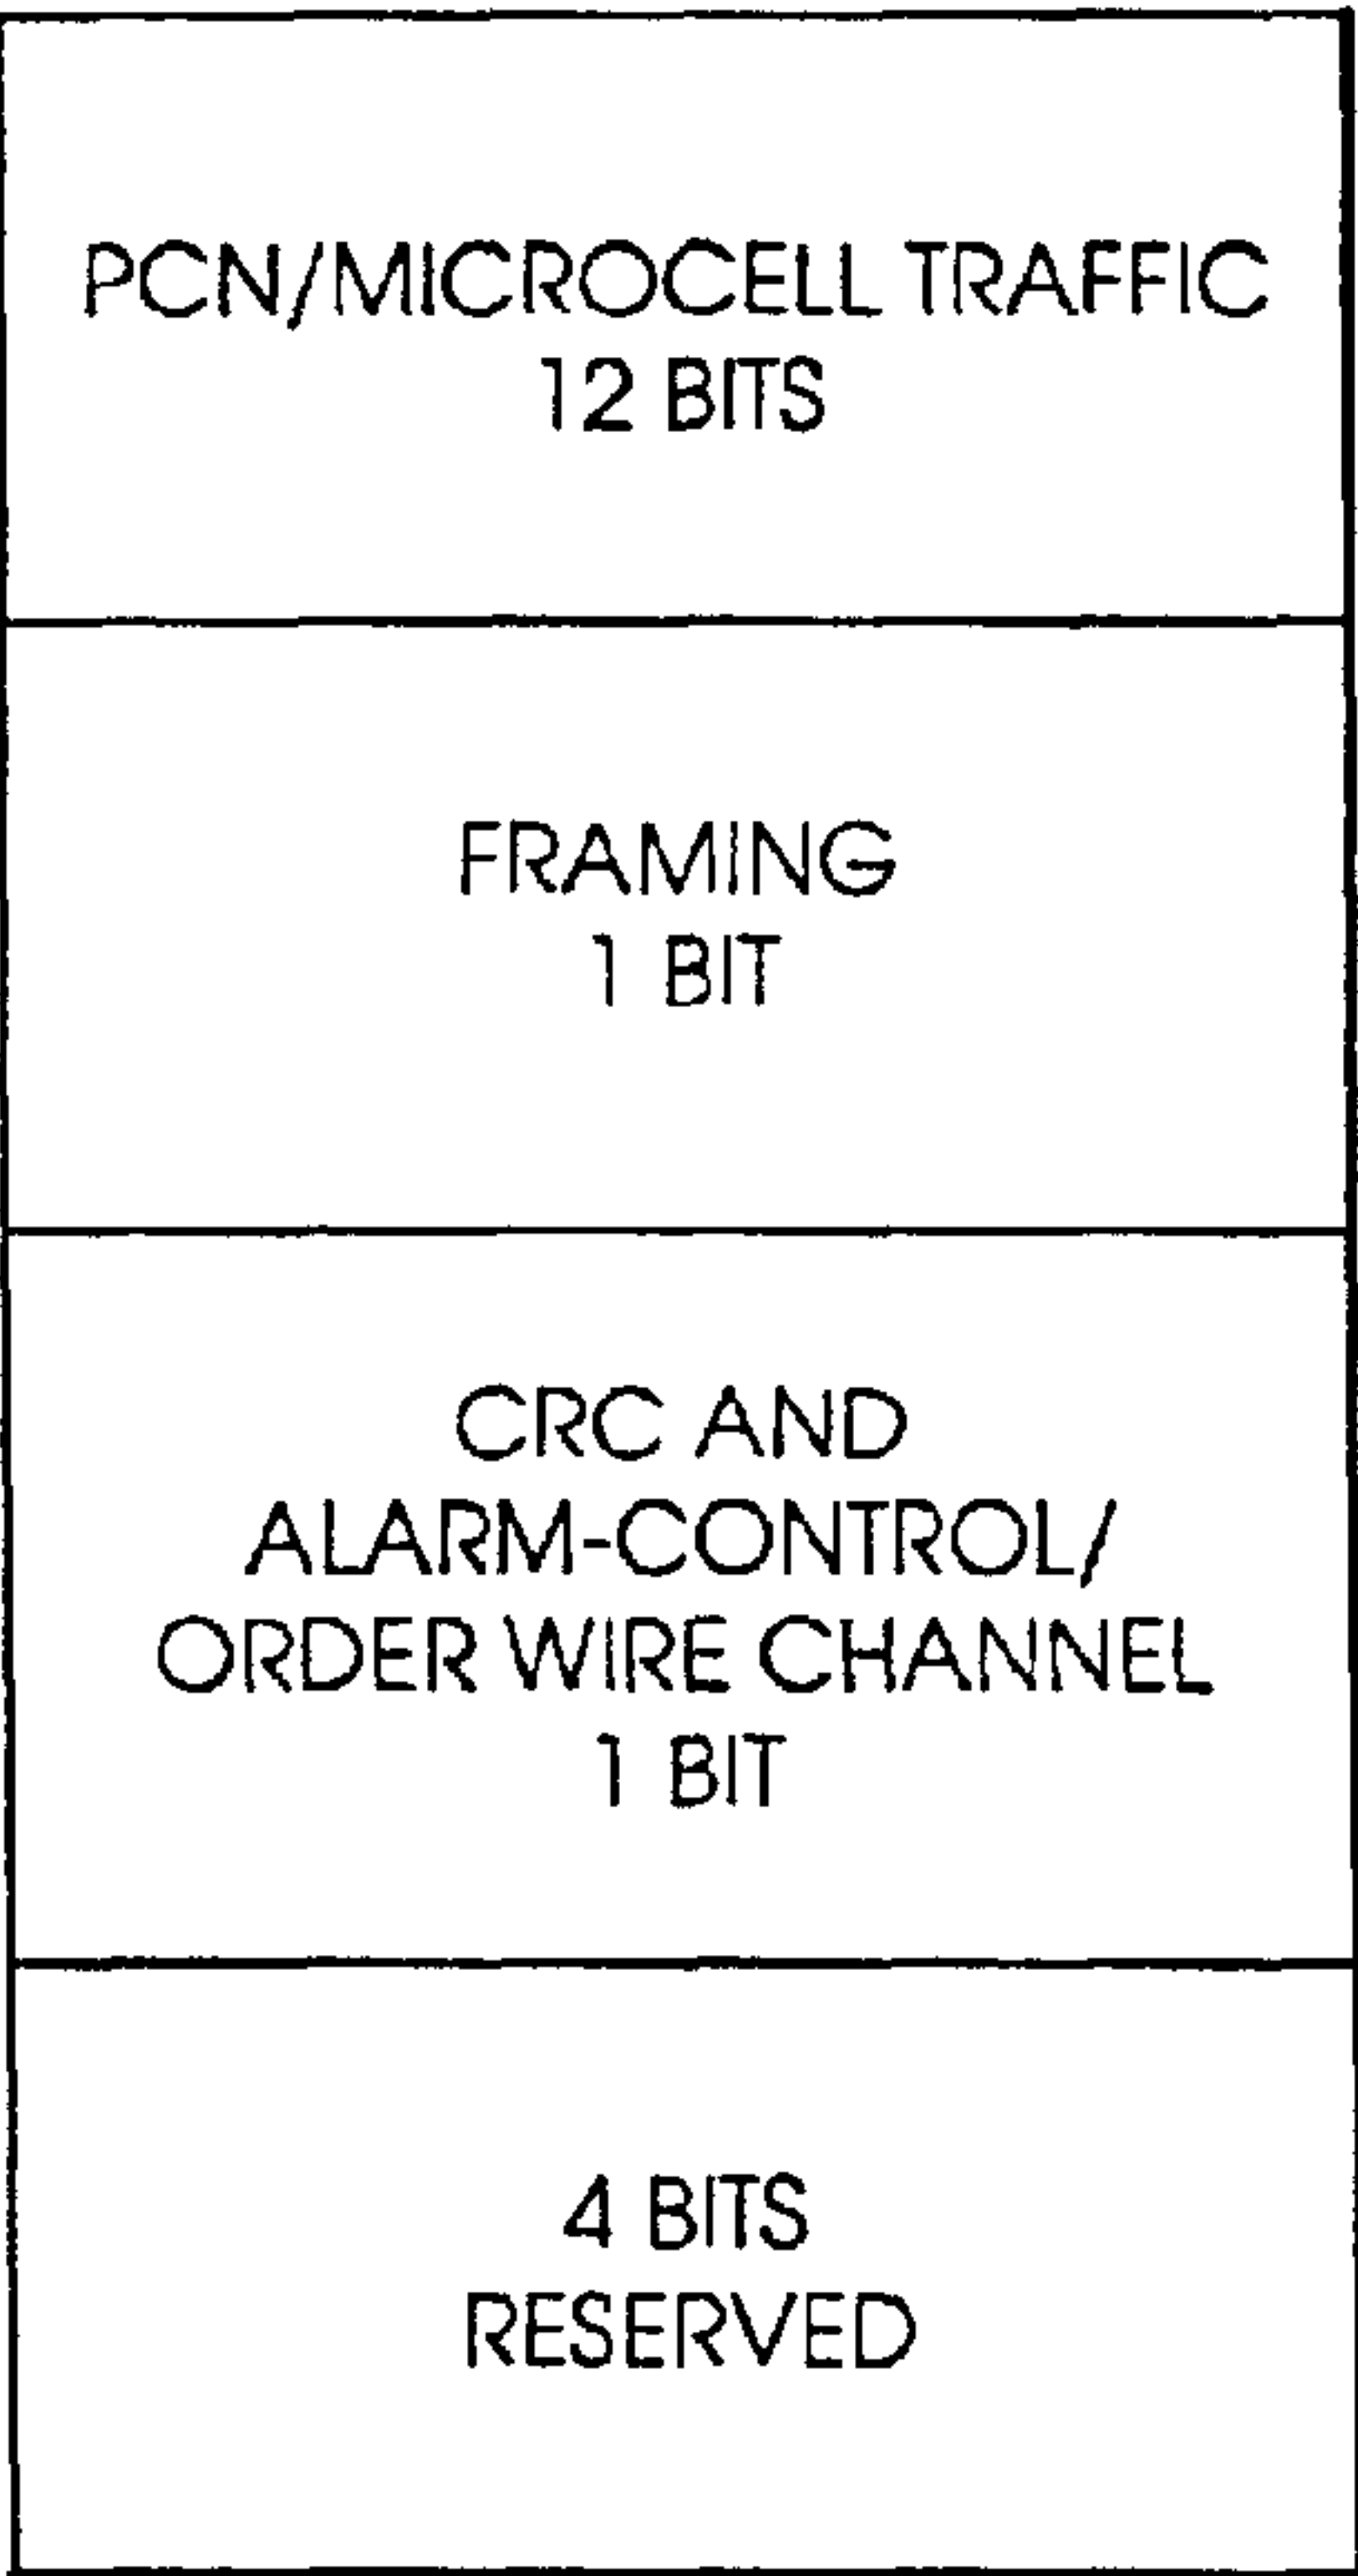 PCN/MICROCELL TRAFFIC
12 BITS
FRAMING
1 BIT
CRC AND
ALARM-CONTROL/
ORDER WIRE CHANNEL
1 BIT
4 BITS
RESERVED